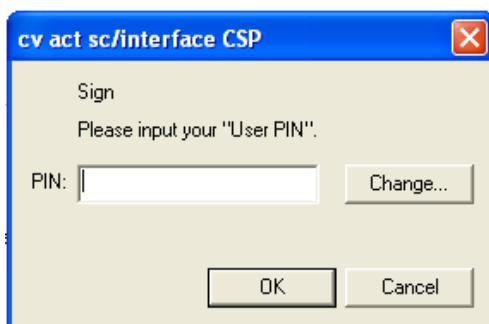 cv act sc/interface CSP
Sign
Please input your "User PIN".
PIN:
Change...
OK
Cancel